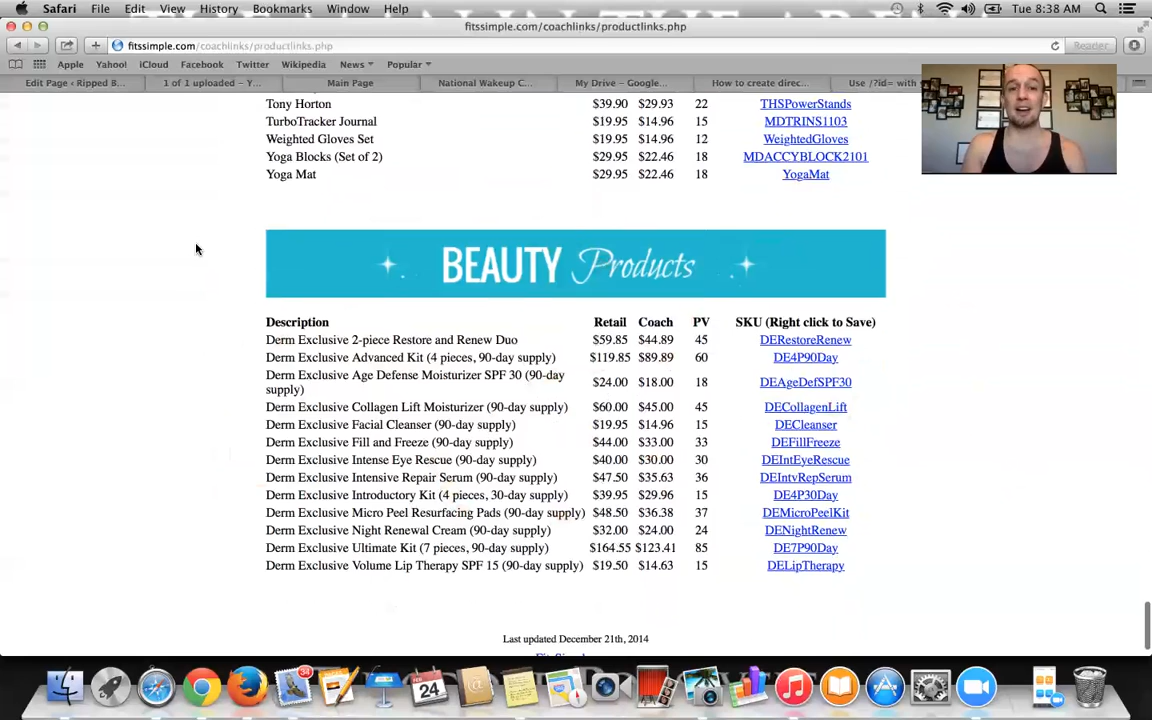 Safari File Edit View History Bookmarks Window Help Tue 8:38 AM
fitssimple.com/coachlinks/productlinks.php
fitssimple.com/coachlinks/productlinks.php Reader
Apple Yahoo! iCloud Facebook Twitter Wikipedia News Popular
Edit Page ‹ Ripped B... 1 of 1 uploaded – Y... Main Page National Wakeup C... My Drive – Google... How to create direc... Use /?id= with
Tony Horton $39.90 $29.93 22 THSPowerStands
TurboTracker Journal $19.95 $14.96 15 MDTRINS1103
Weighted Gloves Set $19.95 $14.96 12 WeightedGloves
Yoga Blocks (Set of 2) $29.95 $22.46 18 MDACCYBLOCK2101
Yoga Mat $29.95 $22.46 18 YogaMat
BEAUTY Products
Description Retail Coach PV SKU (Right click to Save)
Derm Exclusive 2-piece Restore and Renew Duo $59.85 $44.89 45 DERestoreRenew
Derm Exclusive Advanced Kit (4 pieces, 90-day supply) $119.85 $89.89 60 DE4P90Day
Derm Exclusive Age Defense Moisturizer SPF 30 (90-day
supply) $24.00 $18.00 18 DEAgeDefSPF30
Derm Exclusive Collagen Lift Moisturizer (90-day supply) $60.00 $45.00 45 DECollagenLift
Derm Exclusive Facial Cleanser (90-day supply) $19.95 $14.96 15 DECleanser
Derm Exclusive Fill and Freeze (90-day supply) $44.00 $33.00 33 DEFillFreeze
Derm Exclusive Intense Eye Rescue (90-day supply) $40.00 $30.00 30 DEIntEyeRescue
Derm Exclusive Intensive Repair Serum (90-day supply) $47.50 $35.63 36 DEIntvRepSerum
Derm Exclusive Introductory Kit (4 pieces, 30-day supply) $39.95 $29.96 15 DE4P30Day
Derm Exclusive Micro Peel Resurfacing Pads (90-day supply) $48.50 $36.38 37 DEMicroPeelKit
Derm Exclusive Night Renewal Cream (90-day supply) $32.00 $24.00 24 DENightRenew
Derm Exclusive Ultimate Kit (7 pieces, 90-day supply) $164.55 $123.41 85 DE7P90Day
Derm Exclusive Volume Lip Therapy SPF 15 (90-day supply) $19.50 $14.63 15 DELipTherapy
Last updated December 21th, 2014
FEB
24